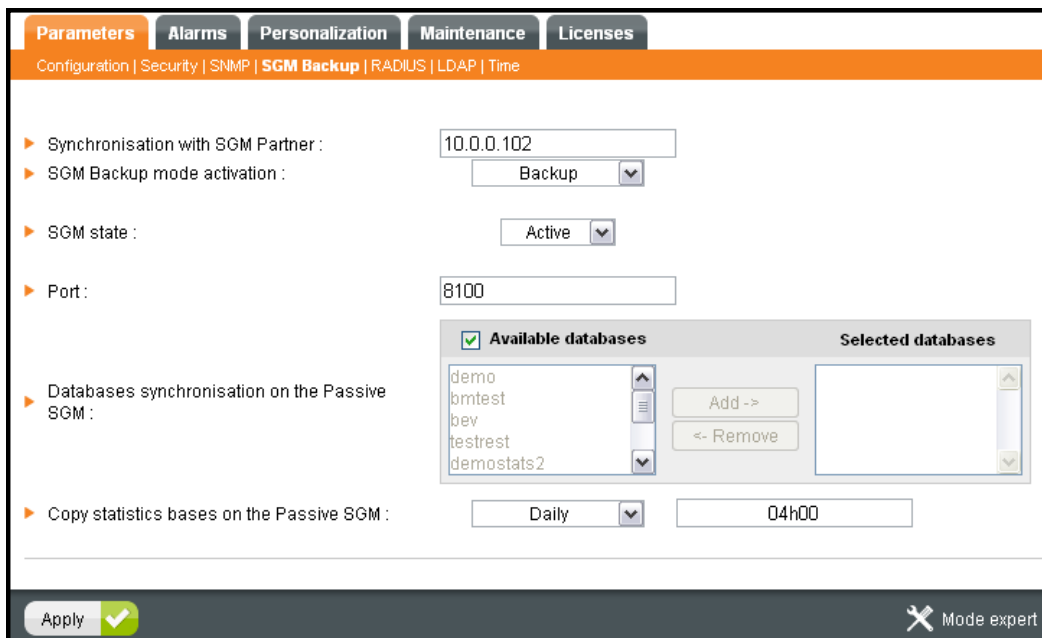 Parameters Alarms Personalization Maintenance Licenses
Configuration | Security | SNMP | SGM Backup | RADIUS | LDAP | Time
Synchronisation with SGM Partner : 10.0.0.102
SGM Backup mode activation : Backup
SGM state : Active
Port : 8100
Available databases Selected databases
Databases synchronisation on the Passive
SGM :
demo
bmtest
bev
testrest
demostats2
Add ->
<- Remove
Copy statistics bases on the Passive SGM : Daily 04h00
Apply Mode expert